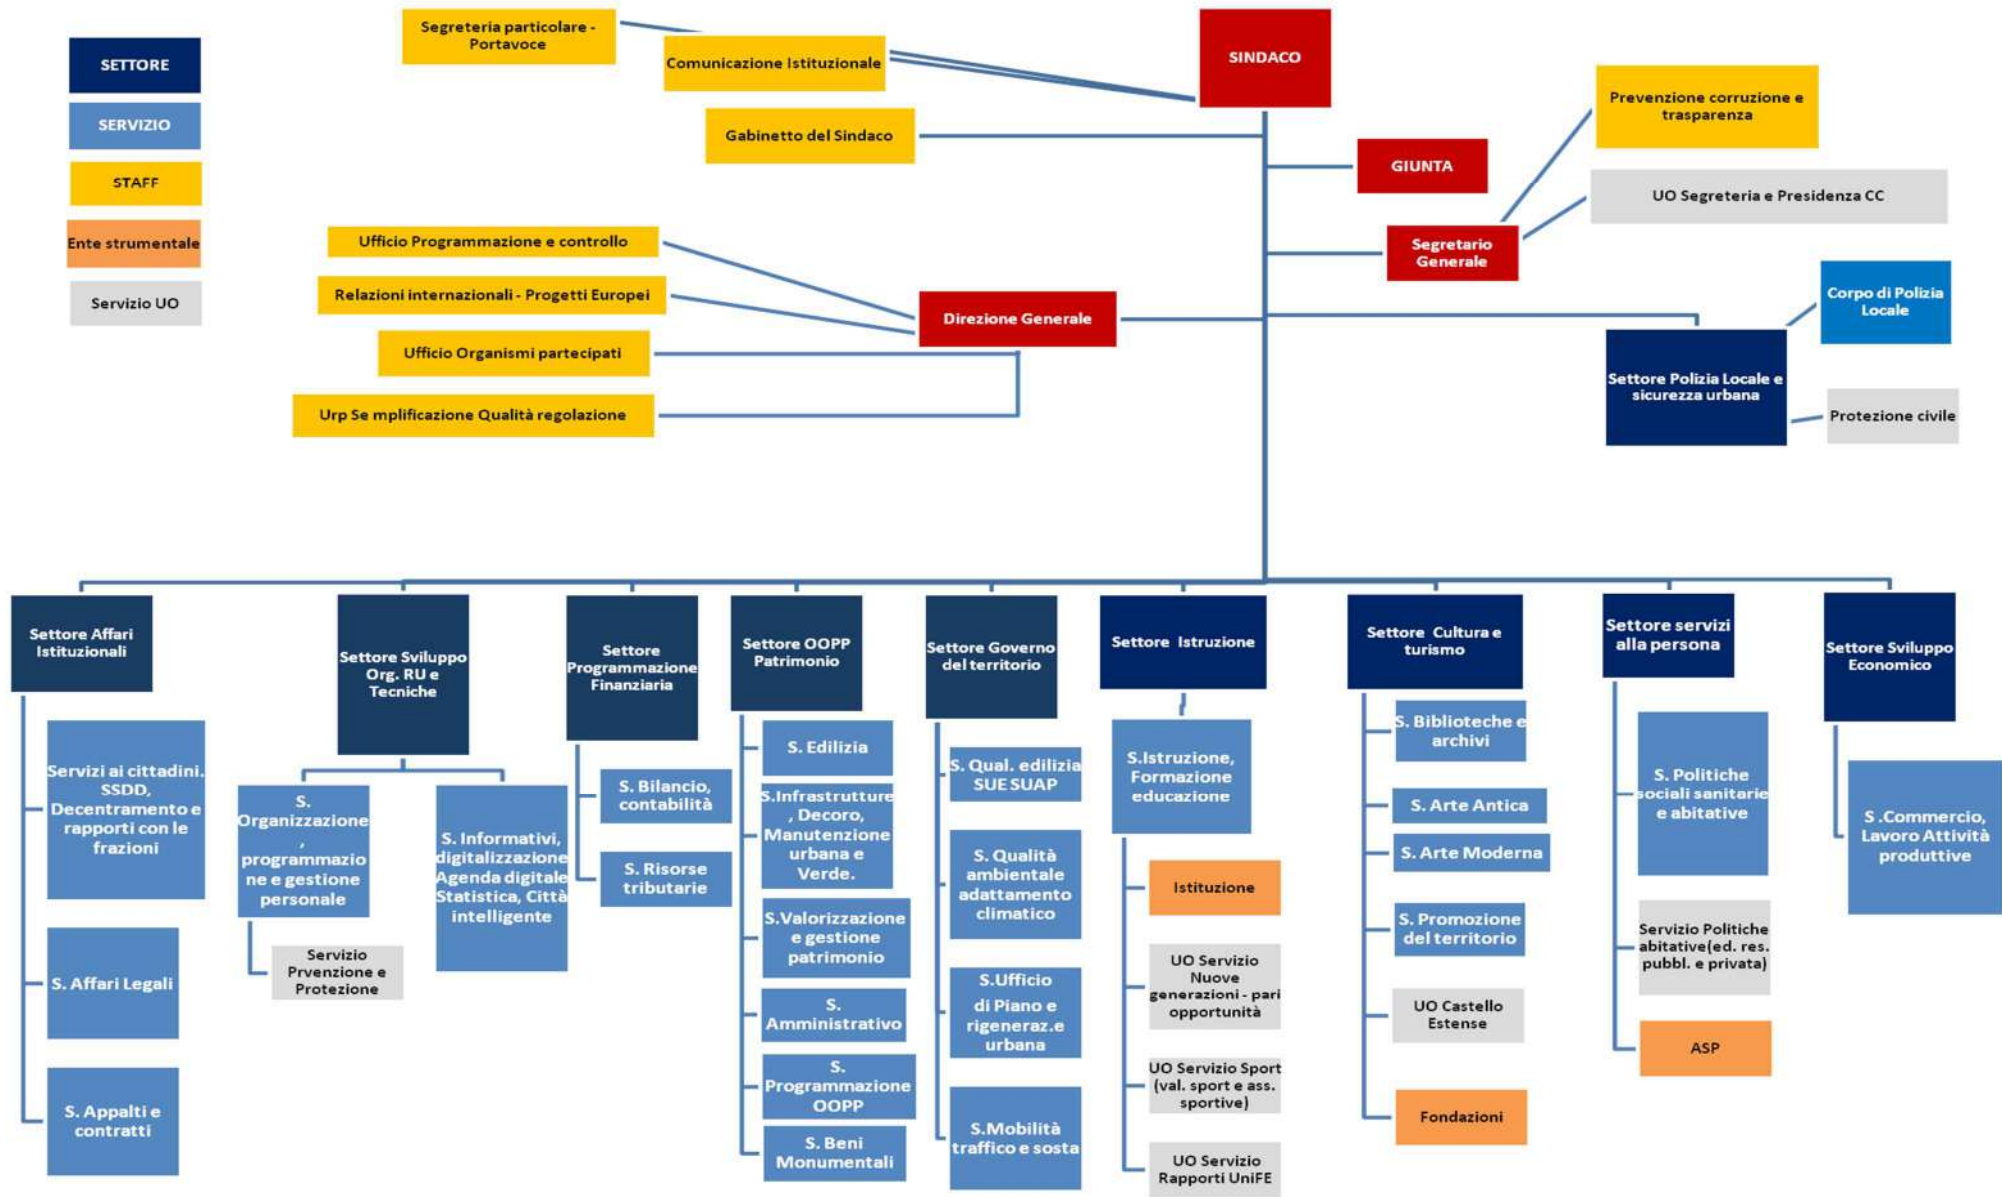 SETTORE
SERVIZIO
STAFF
Ente strumentale
Servizio UO
Segreteria particolare -
Portavoce
Comunicazione Istituzionale
Gabinetto del Sindaco
SINDACO
GIUNTA
Segretario
Generale
Prevenzione corruzione e
trasparenza
UO Segreteria e Presidenza CC
Ufficio Programmazione e controllo
Relazioni internazionali - Progetti Europei
Ufficio Organismi partecipati
Urp Se mplificazione Qualità regolazione
Direzione Generale
Settore Polizia Locale e
sicurezza urbana
Corpo di Polizia
Locale
Protezione civile
Settore Affari
Istituzionali
Servizi ai cittadini.
SSDD,
Decentramento e
rapporti con le
frazioni
S. Affari Legali
S. Appalti e
contratti
Settore Sviluppo
Org. RU e
Tecniche
S.
Organizzazione
,
programmazio
ne e gestione
personale
Servizio
Prvenzione e
Protezione
S. Informativi,
digitalizzazione
Agenda digitale
Statistica, Città
intelligente
Settore
Programmazione
Finanziaria
S. Bilancio,
contabilità
S. Risorse
tributarie
Settore OOPP
Patrimonio
S. Edilizia
S.Infrastrutture
, Decoro,
Manutenzione
urbana e
Verde.
S.Valorizzazione
e gestione
patrimonio
S.
Amministrativo
S.
Programmazione
OOPP
S. Beni
Monumentali
Settore Governo
del territorio
S. Qual. edilizia
SUE SUAP
S. Qualità
ambientale
adattamento
climatico
S.Ufficio
di Piano e
rigeneraz.e
urbana
S.Mobilità
traffico e sosta
Settore Istruzione
S.Istruzione,
Formazione
educazione
Istituzione
UO Servizio
Nuove
generazioni - pari
opportunità
UO Servizio Sport
(val. sport e ass.
sportive)
UO Servizio
Rapporti UniFE
Settore Cultura e
turismo
S. Biblioteche e
archivi
S. Arte Antica
S. Arte Moderna
S. Promozione
del territorio
UO Castello
Estense
Fondazioni
Settore servizi
alla persona
S. Politiche
sociali sanitarie
e abitative
Servizio Politiche
abitative(ed. res.
pubbl. e privata)
ASP
Settore Sviluppo
Economico
S .Commercio,
Lavoro Attività
produttive